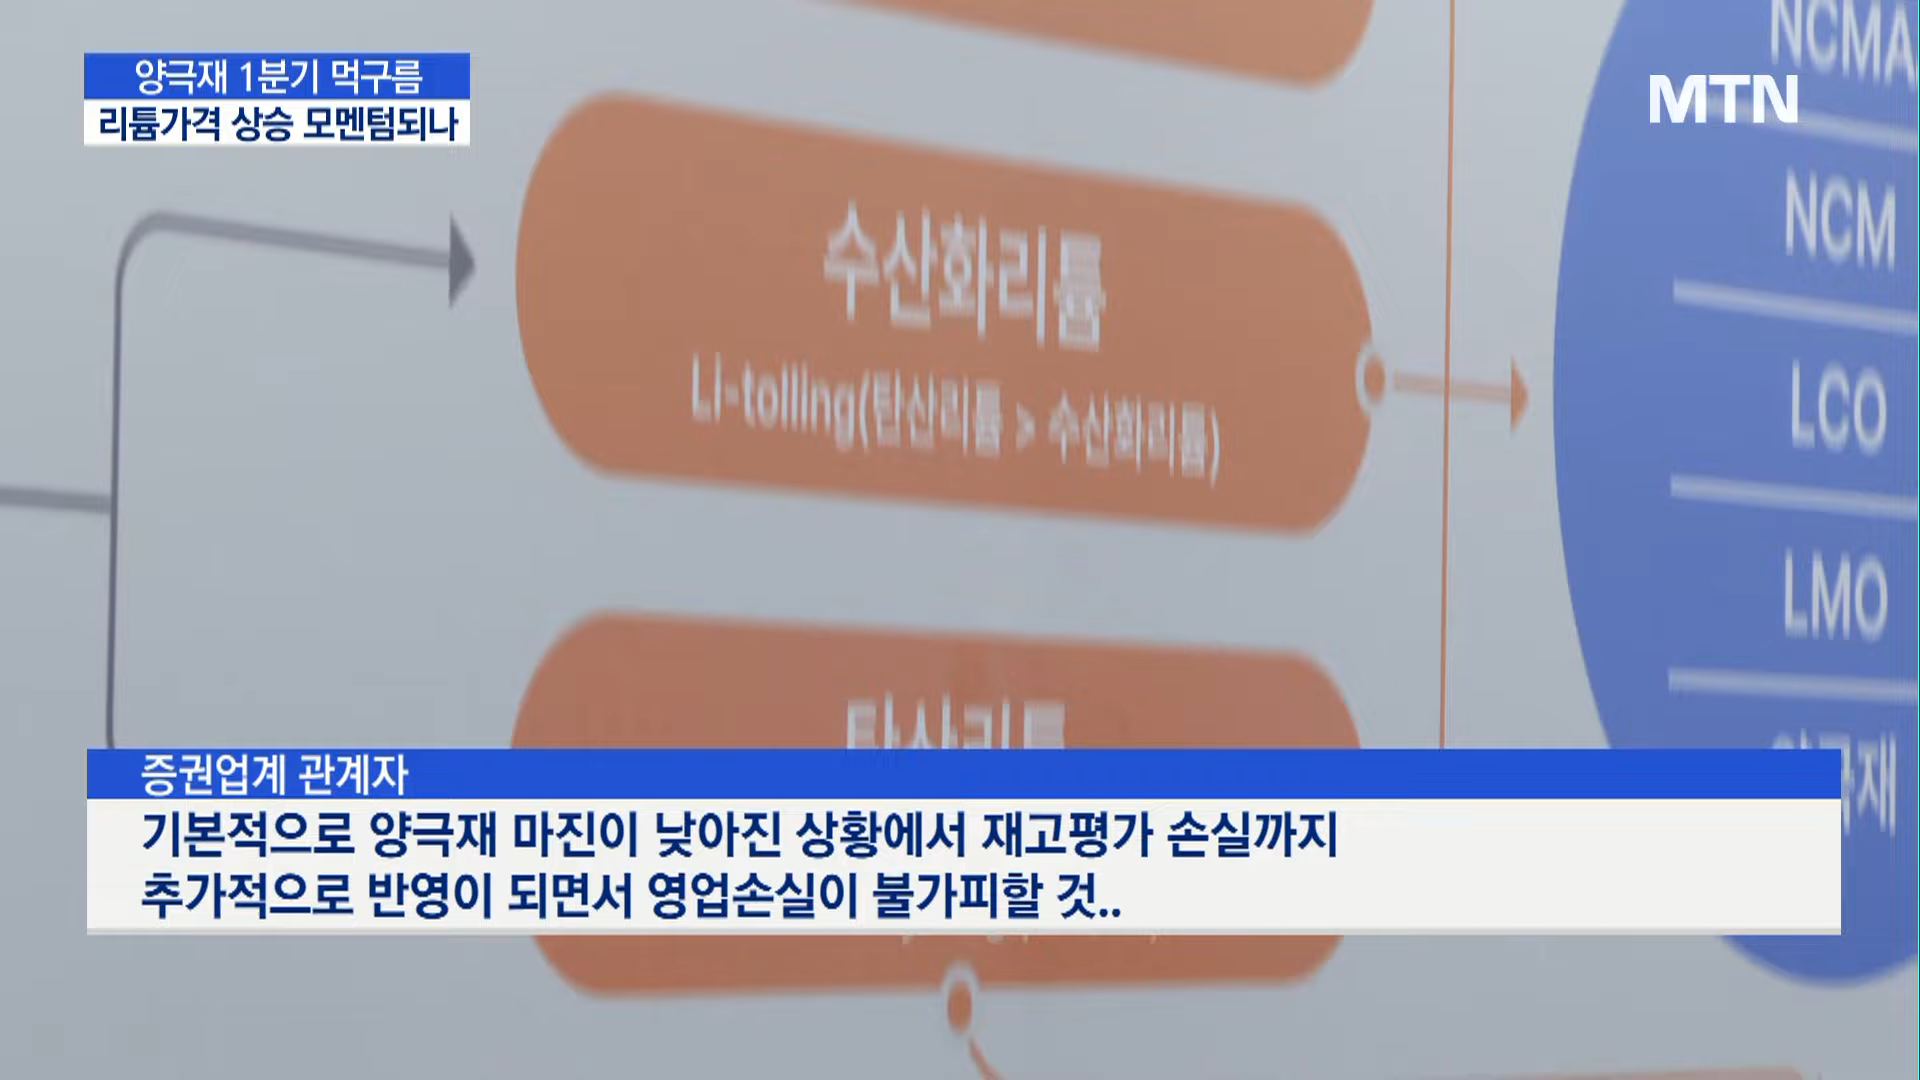 양극재 1분기 먹구름
리튬가격 상승 모멘텀되나
MTN
NCMA
NCM
LCO
LMO
수산화리튬
Li-tolling(탄산리튬 > 수산화리튬)
탄산리튬
증권업계 관계자
기본적으로 양극재 마진이 낮아진 상황에서 재고평가 손실까지
추가적으로 반영이 되면서 영업손실이 불가피할 것..